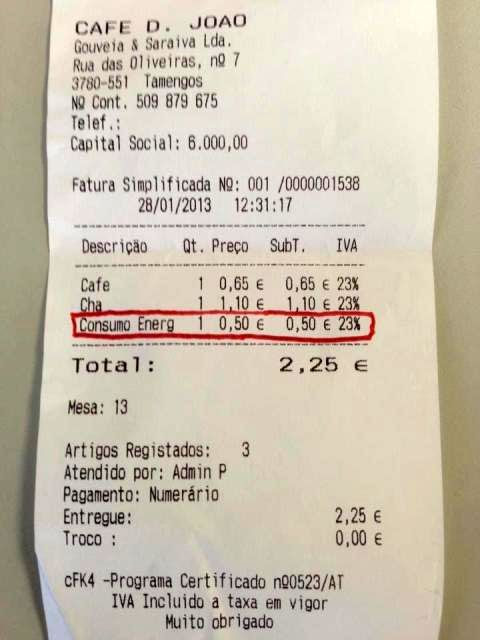 CAFE D. JOAO
Gouveia & Saraiva Lda.
Rua das Oliveiras, nº 7
3780-551 Tamengos
Nº Cont. 509 879 675
Telef.:
Capital Social: 6.000,00
Fatura Simplificada NQ: 001 /0000001538
28/01/2013 12:31:17
Descrição Qt. Preço SubT. IVA
Cafe 1 0,65 € 0,65 € 23%
Cha 1 1,10 € 1,10 € 23%
Consumo Energ 1 0,50 € 0,50 € 23%
Total: 2,25 €
Mesa: 13
Artigos Registados: 3
Atendido por: Admin P
Pagamento: Numerário
Entregue: 2,25 €
Troco : 0,00 €
cFK4 -Programa Certificado nº0523/AT
IVA Incluido a taxa em vigor
Muito obrigado